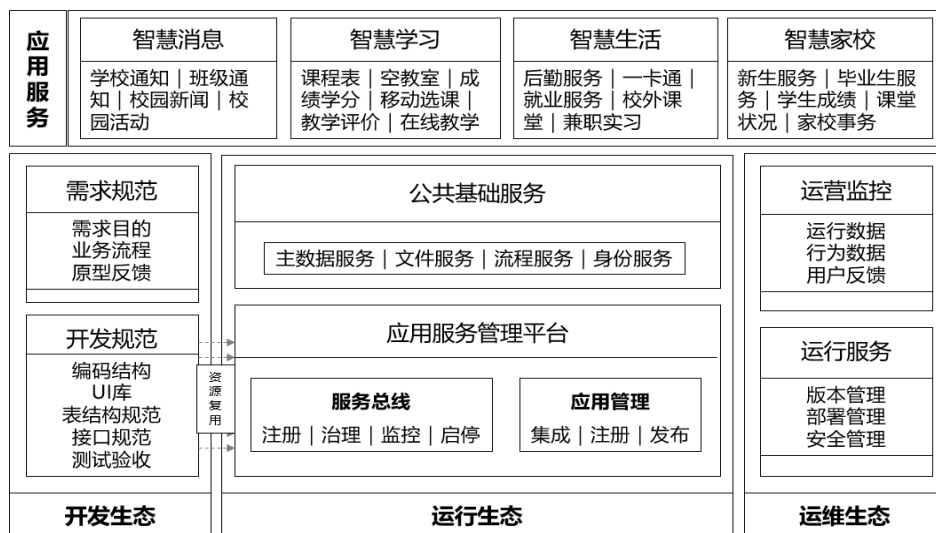 应用服务
智慧消息
学校通知 | 班级通
知 | 校园新闻 | 校
园活动
智慧学习
课程表 | 空教室 | 成
绩学分 | 移动选课 |
教学评价 | 在线教学
智慧生活
后勤服务 | 一卡通 |
就业服务 | 校外课
堂 | 兼职实习
智慧家校
新生服务 | 毕业生服
务 | 学生成绩 | 课堂
状况 | 家校事务
需求规范
需求目的
业务流程
原型反馈
开发规范
编码结构
UI库
表结构规范
接口规范
测试验收
开发生态
资源复用
公共基础服务
主数据服务 | 文件服务 | 流程服务 | 身份服务
应用服务管理平台
服务总线
注册 | 治理 | 监控 | 启停
应用管理
集成 | 注册 | 发布
运行生态
运营监控
运行数据
行为数据
用户反馈
运行服务
版本管理
部署管理
安全管理
运维生态